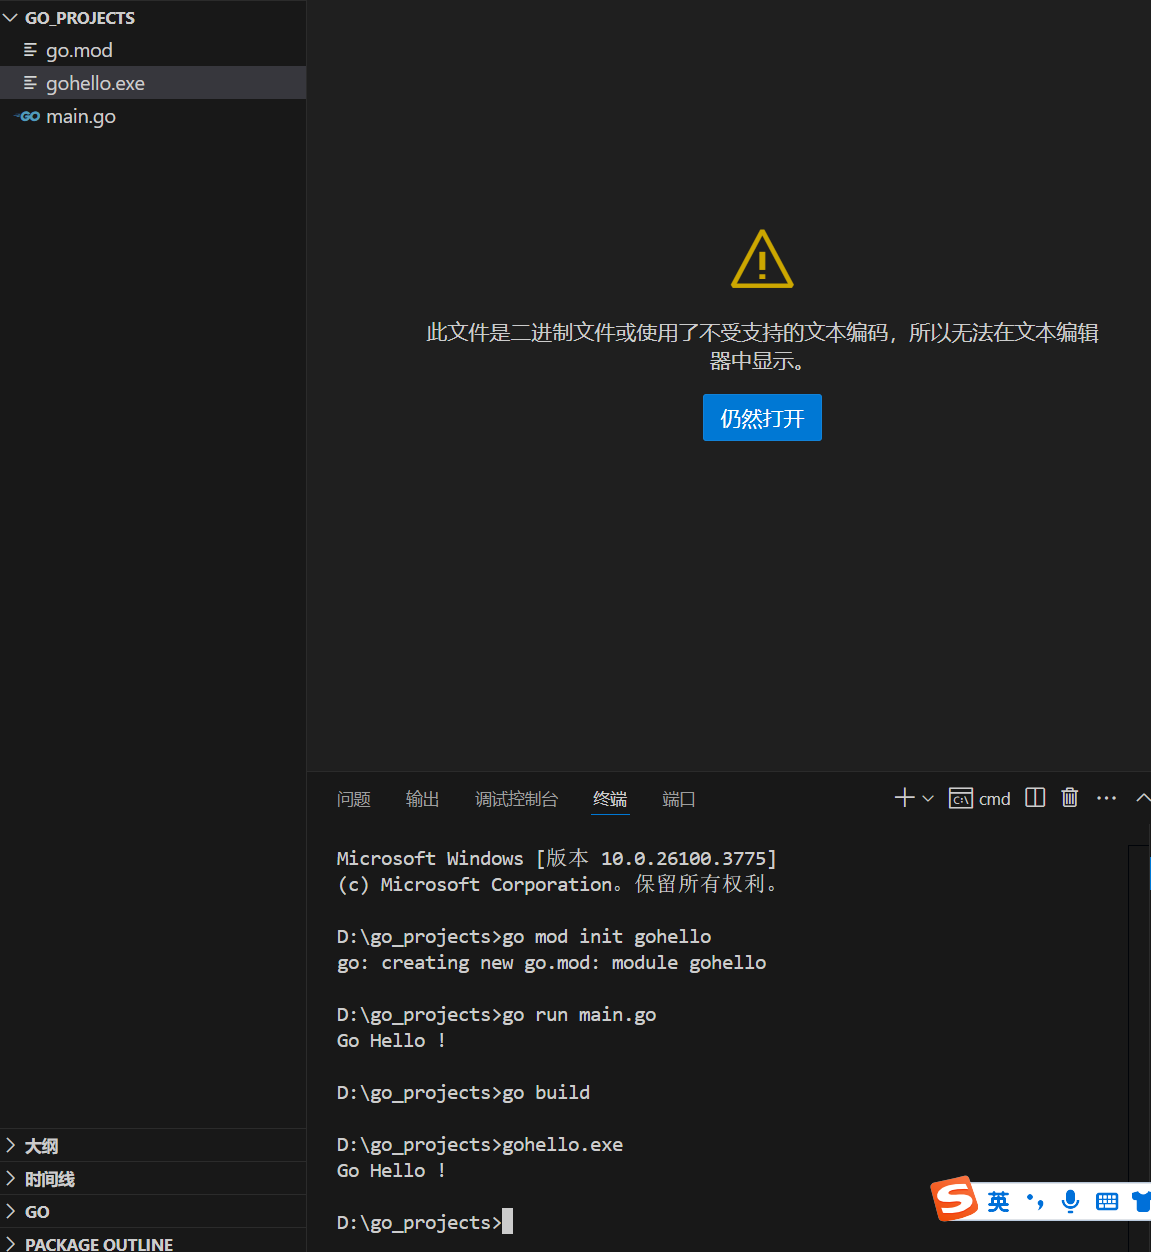 GO_PROJECTS
go.mod
gohello.exe
GO main.go
此文件是二进制文件或使用了不受支持的文本编码，所以无法在文本编辑
器中显示。
仍然打开
问题 输出 调试控制台 终端 端口 cmd
Microsoft Windows [版本 10.0.26100.3775]
(c) Microsoft Corporation。保留所有权利。
D:\go_projects>go mod init gohello
go: creating new go.mod: module gohello
D:\go_projects>go run main.go
Go Hello !
D:\go_projects>go build
D:\go_projects>gohello.exe
Go Hello !
D:\go_projects>
大纲
时间线
GO
PACKAGE OUTLINE
S 英